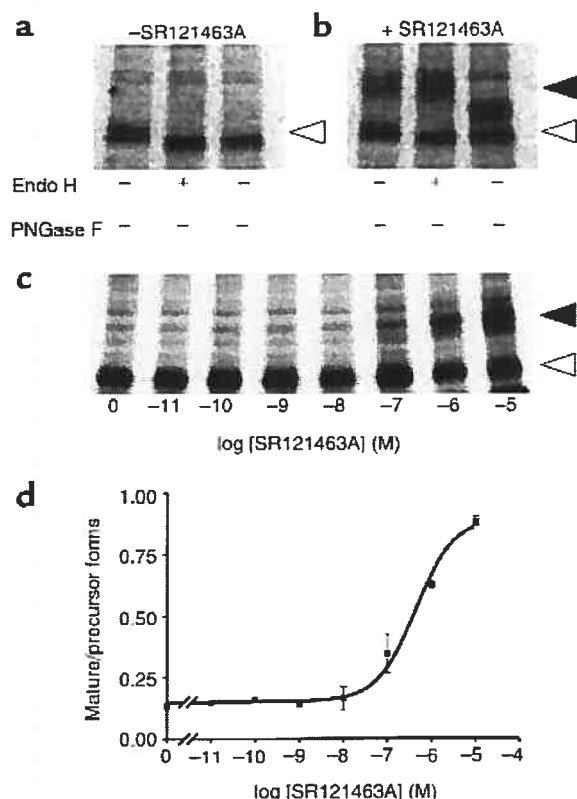 a
–SR121463A
b
+ SR121463A
Endo H
– + – – + –
PNGase F
– – – – – –
c
0 –11 –10 –9 –8 –7 –6 –5
log [SR121463A] (M)
d
1.00
0.75
0.50
0.25
0.00
Mature/precursor forms
0 –11 –10 –9 –8 –7 –6 –5 –4
log [SR121463A] (M)